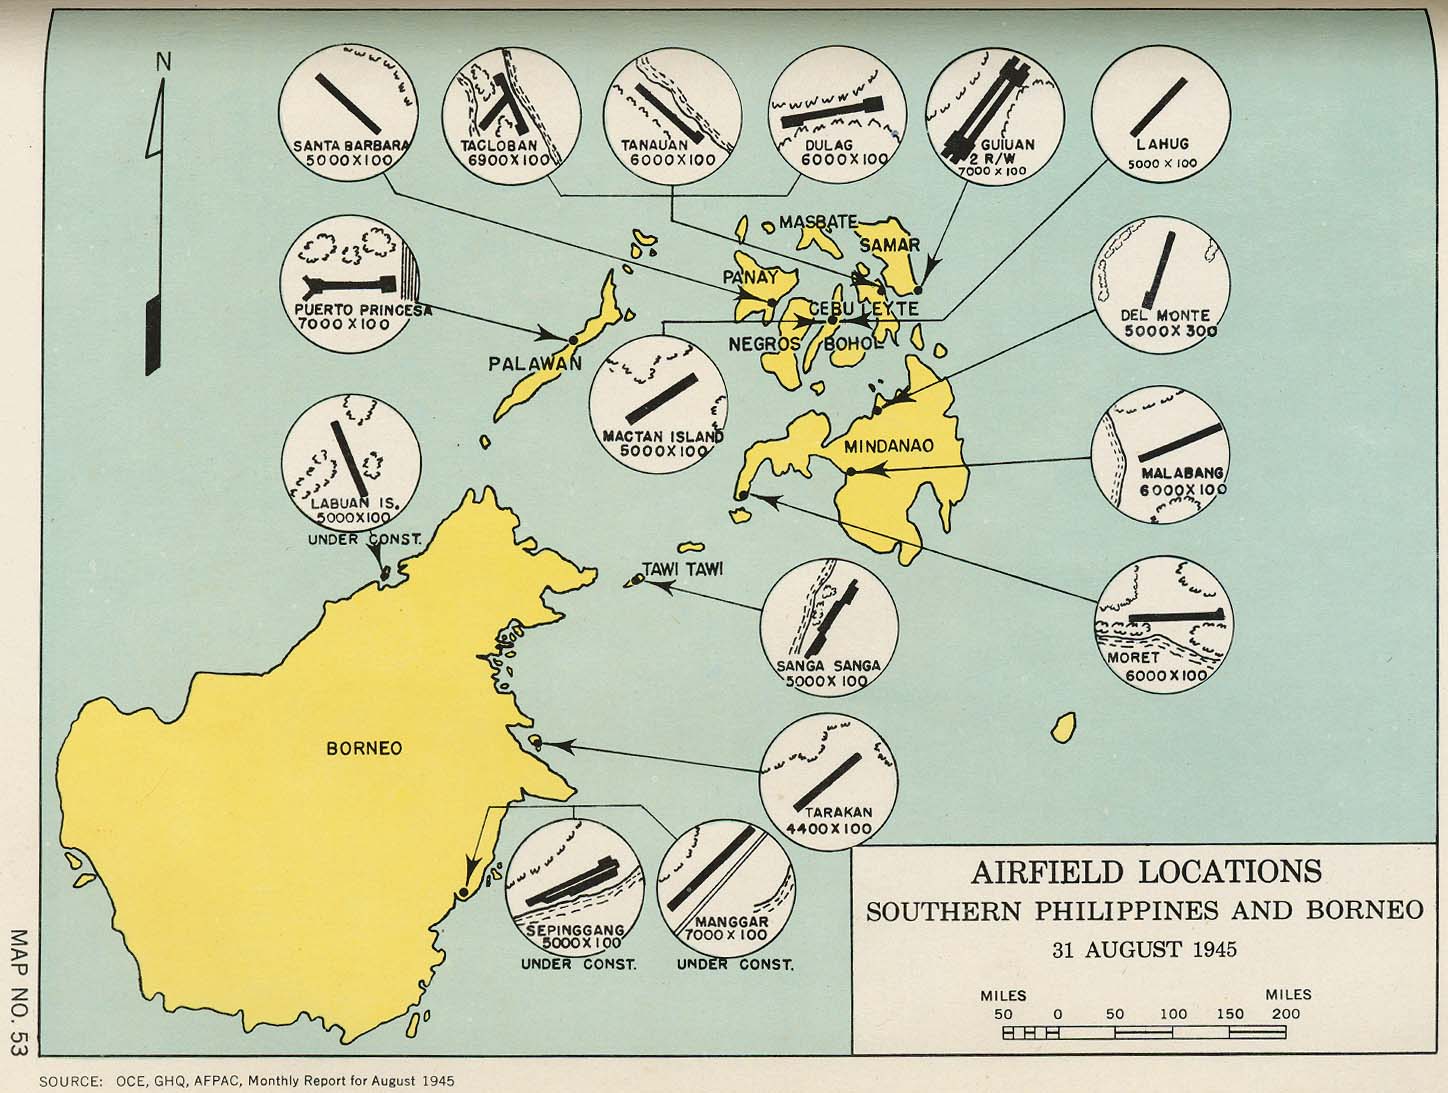 N
SANTA BARBARA
5000X100
TACLOBAN
6900X100
TANAUAN
6000X100
DULAG
6000X100
GUIUAN
2 R/W
7000X100
LAHUG
5000 X 100
PUERTO PRINCESA
7000 X 100
DEL MONTE
5000X300
MASBATE
SAMAR
PANAY
CEBU
LEYTE
NEGROS
BOHOL
PALAWAN
MACTAN ISLAND
5000X100
MINDANAO
MALABANG
6000X100
LABUAN IS.
5000X100
UNDER CONST.
TAWI TAWI
SANGA SANGA
5000X100
MORET
6000X100
BORNEO
TARAKAN
4400X100
SEPINGGANG
5000X100
UNDER CONST.
MANGGAR
7000X100
UNDER CONST.
AIRFIELD LOCATIONS
SOUTHERN PHILIPPINES AND BORNEO
31 AUGUST 1945
MILES MILES
50 0 50 100 150 200
MAP NO. 53
SOURCE: OCE, GHQ, AFPAC, Monthly Report for August 1945